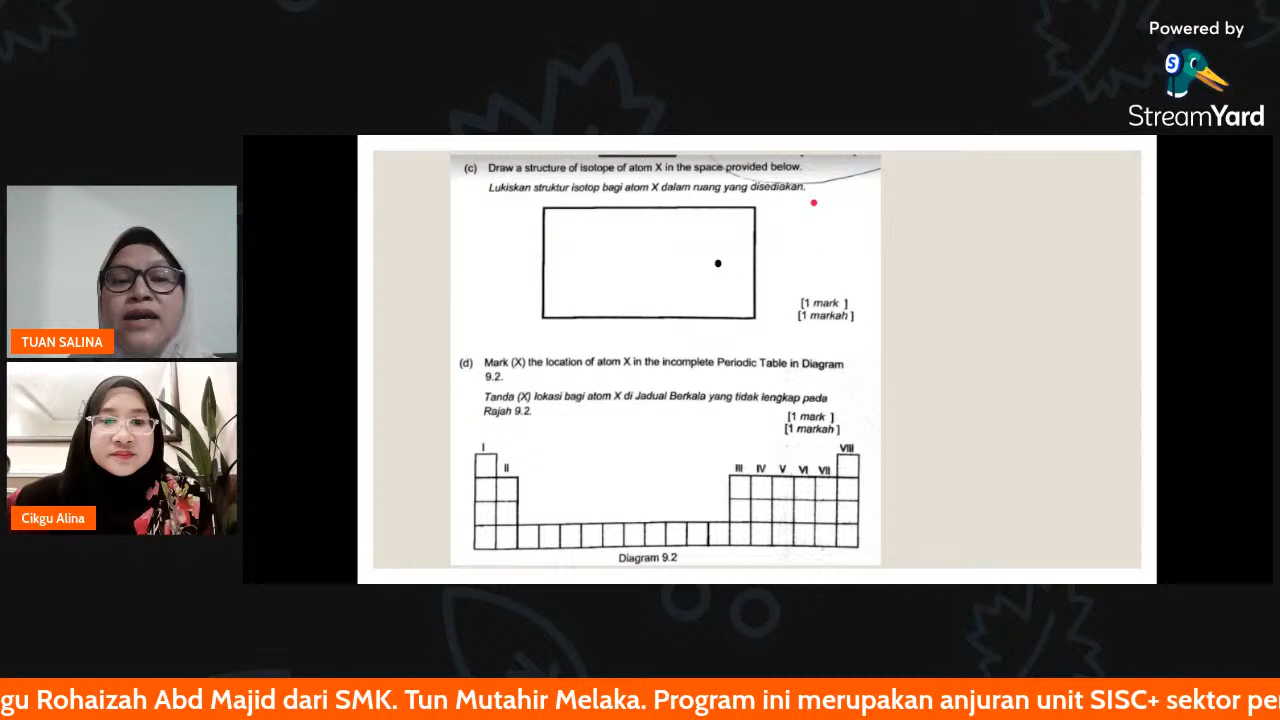 Powered by
StreamYard
(c) Draw a structure of isotope of atom X in the space provided below.
Lukiskan struktur isotop bagi atom X dalam ruang yang disediakan.
[1 mark ]
[1 markah ]
(d) Mark (X) the location of atom X in the incomplete Periodic Table in Diagram
9.2.
Tanda (X) lokasi bagi atom X di Jadual Berkala yang tidak lengkap pada
Rajah 9.2.
[1 mark ]
[1 markah ]
I
VIII
II
III IV V VI VII
Diagram 9.2
TUAN SALINA
Cikgu Alina
gu Rohaizah Abd Majid dari SMK. Tun Mutahir Melaka. Program ini merupakan anjuran unit SISC+ sektor pe